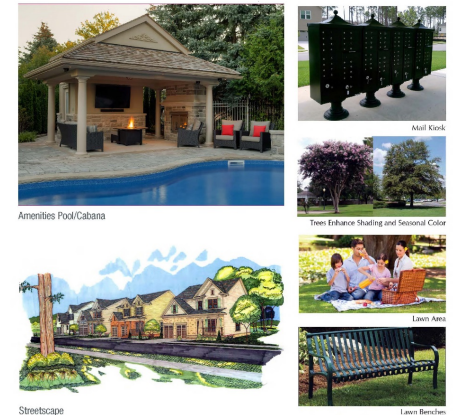 Mail Kiosk
Amenities Pool/Cabana
Trees Enhance Shading and Seasonal Color
Lawn Area
Streetscape
Lawn Benches